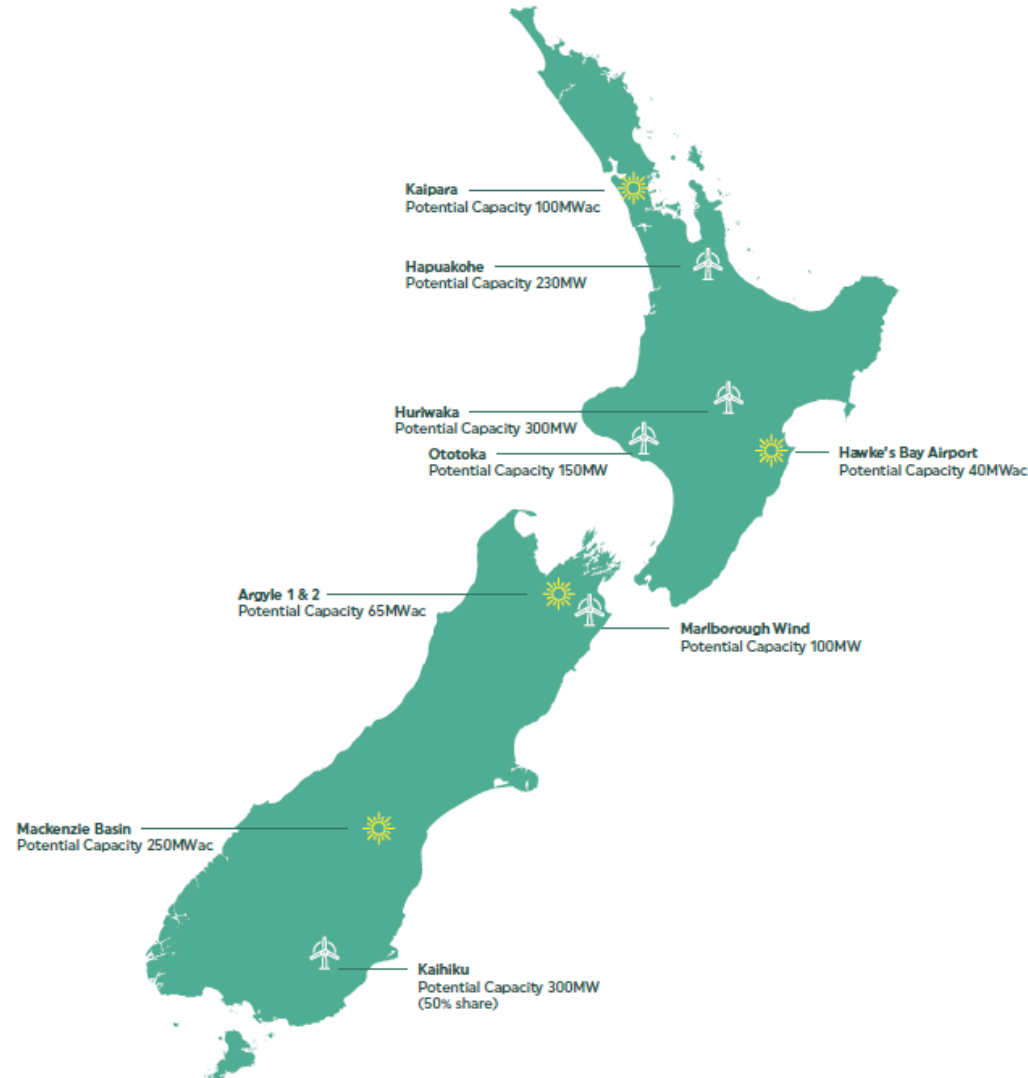 Kaipara
Potential Capacity 100MWac
Hapuakohe
Potential Capacity 230MW
Huriwaka
Potential Capacity 300MW
Ototoka
Potential Capacity 150MW
Hawke's Bay Airport
Potential Capacity 40MWac
Argyle 1 & 2
Potential Capacity 65MWac
Marlborough Wind
Potential Capacity 100MW
Mackenzie Basin
Potential Capacity 250MWac
Kaihiku
Potential Capacity 300MW
(50% share)